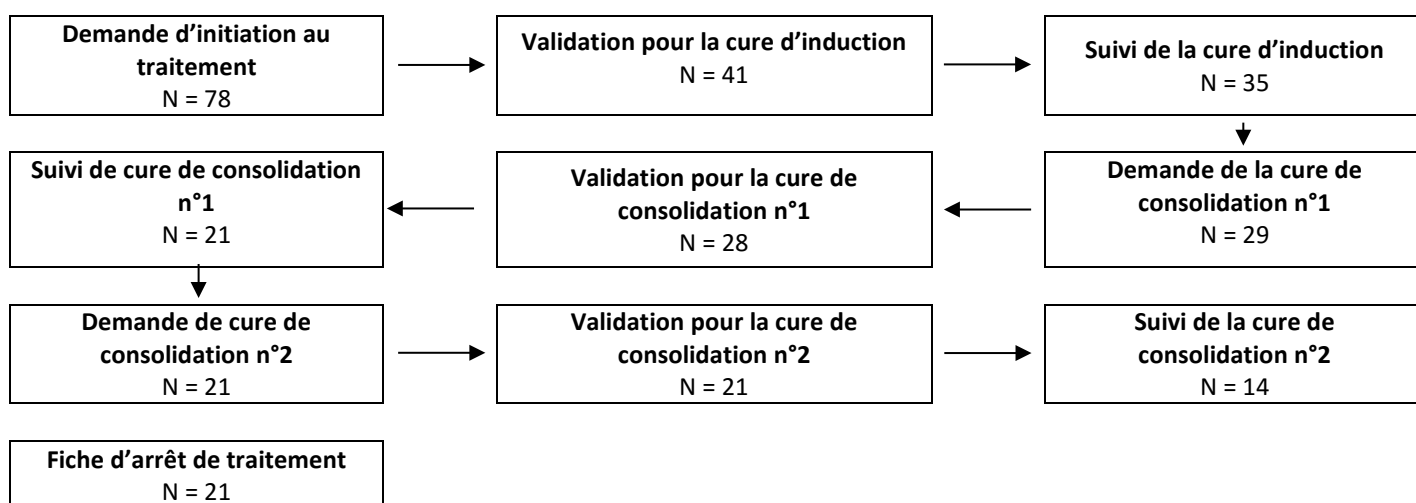 Demande d’initiation au
traitement
N = 78
Validation pour la cure d’induction
N = 41
Suivi de la cure d’induction
N = 35
Demande de la cure de
consolidation n°1
N = 29
Validation pour la cure de
consolidation n°1
N = 28
Suivi de cure de consolidation
n°1
N = 21
Demande de cure de
consolidation n°2
N = 21
Validation pour la cure de
consolidation n°2
N = 21
Suivi de la cure de
consolidation n°2
N = 14
Fiche d’arrêt de traitement
N = 21